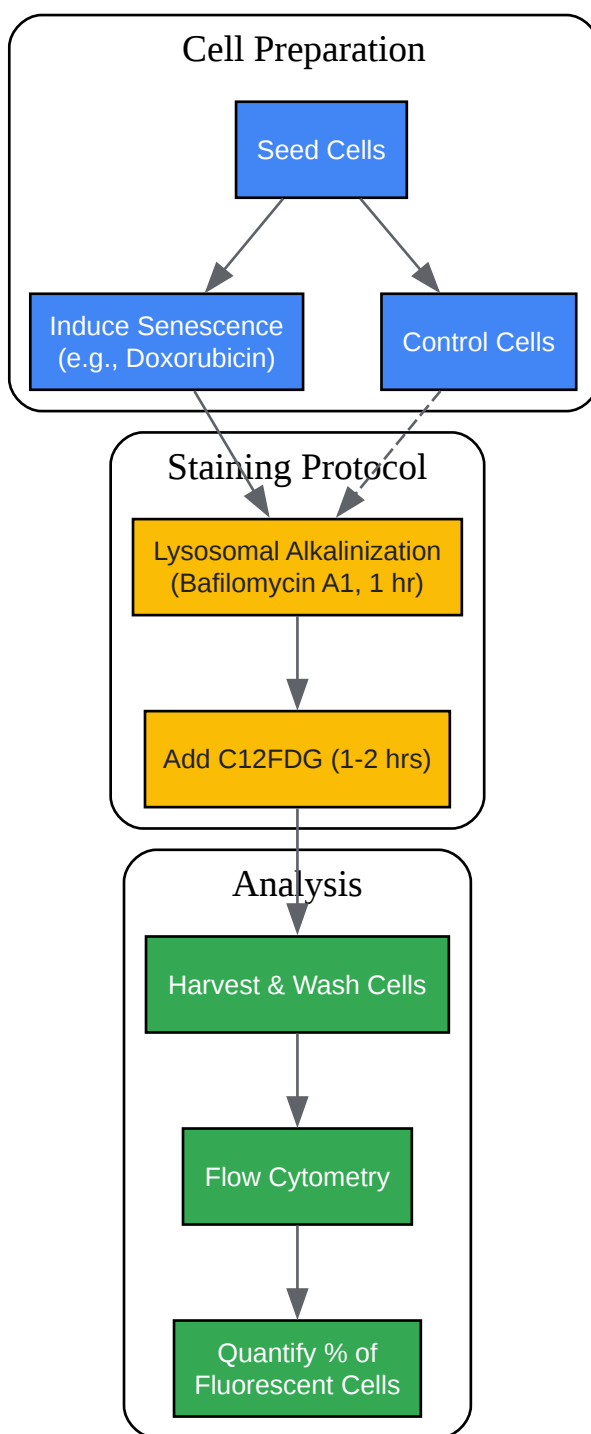 Cell Preparation
Seed Cells
Induce Senescence
(e.g., Doxorubicin)
Control Cells
Staining Protocol
Lysosomal Alkalinization
(Bafilomycin A1, 1 hr)
Add C12FDG (1-2 hrs)
Analysis
Harvest & Wash Cells
Flow Cytometry
Quantify % of
Fluorescent Cells